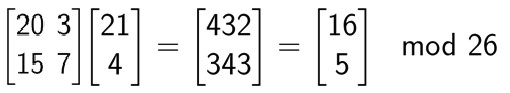 [20 3 15 7] [21 4] = [432 343] = [16 5] mod 26